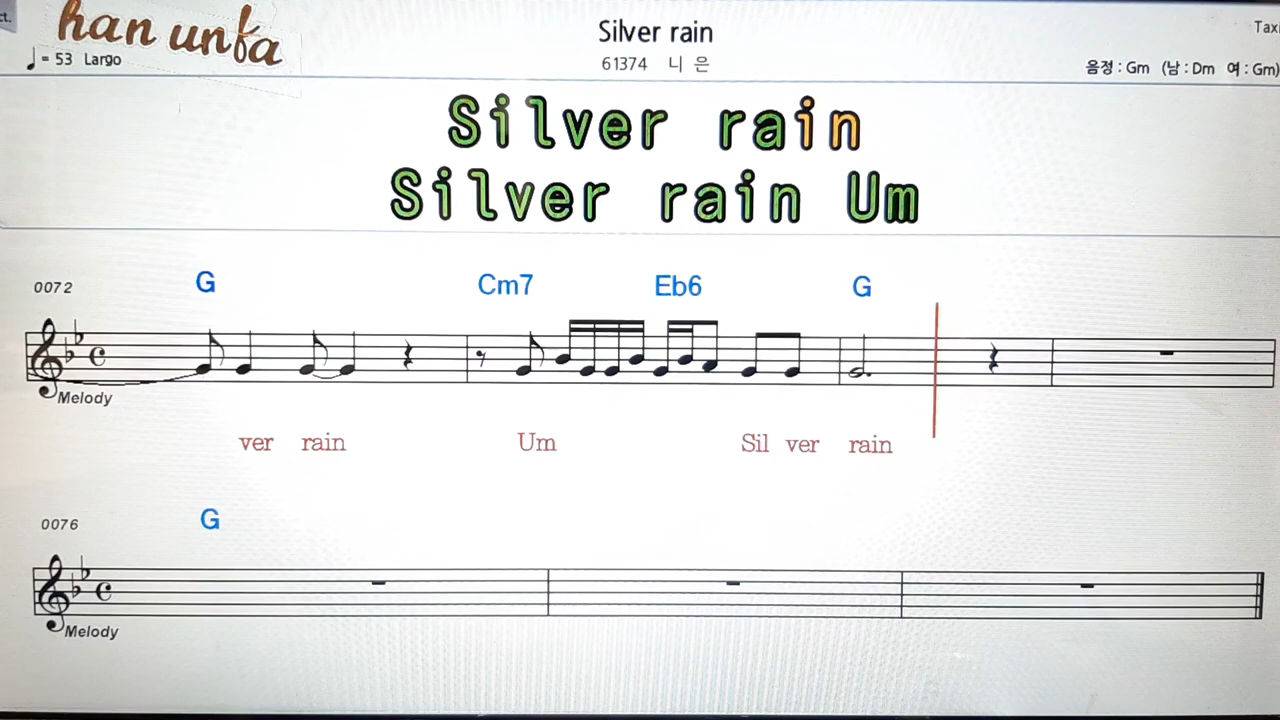 ct.
han unfa
Silver rain
Tax
♩ = 53 Largo
61374 니 은
음정 : Gm (남 : Dm 여 : Gm)
Silver rain
Silver rain Um
0072
G Cm7 Eb6 G
Melody
ver rain Um Sil ver rain
0076
G
Melody